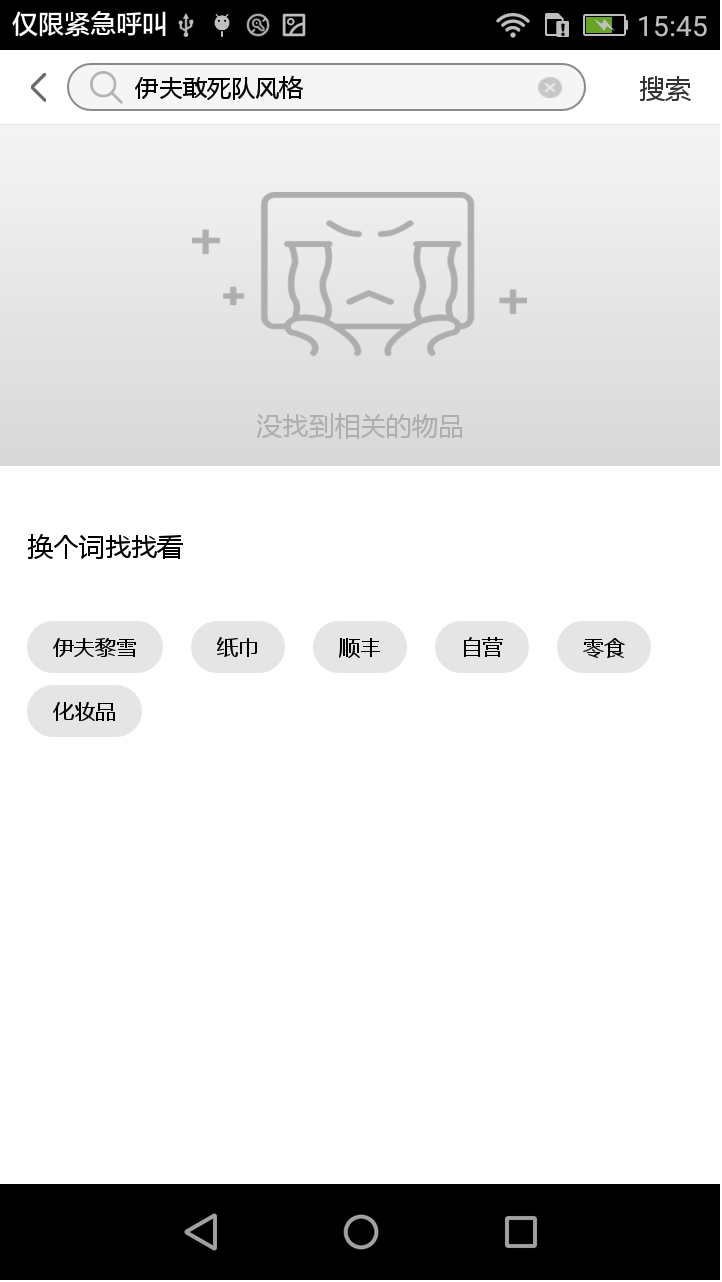 仅限紧急呼叫 15:45
伊夫敢死队风格 搜索
没找到相关的物品
换个词找找看
伊夫黎雪 纸巾 顺丰 自营 零食
化妆品